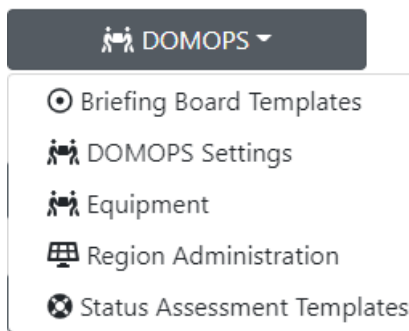 DOMOPS
Briefing Board Templates
DOMOPS Settings
Equipment
Region Administration
Status Assessment Templates